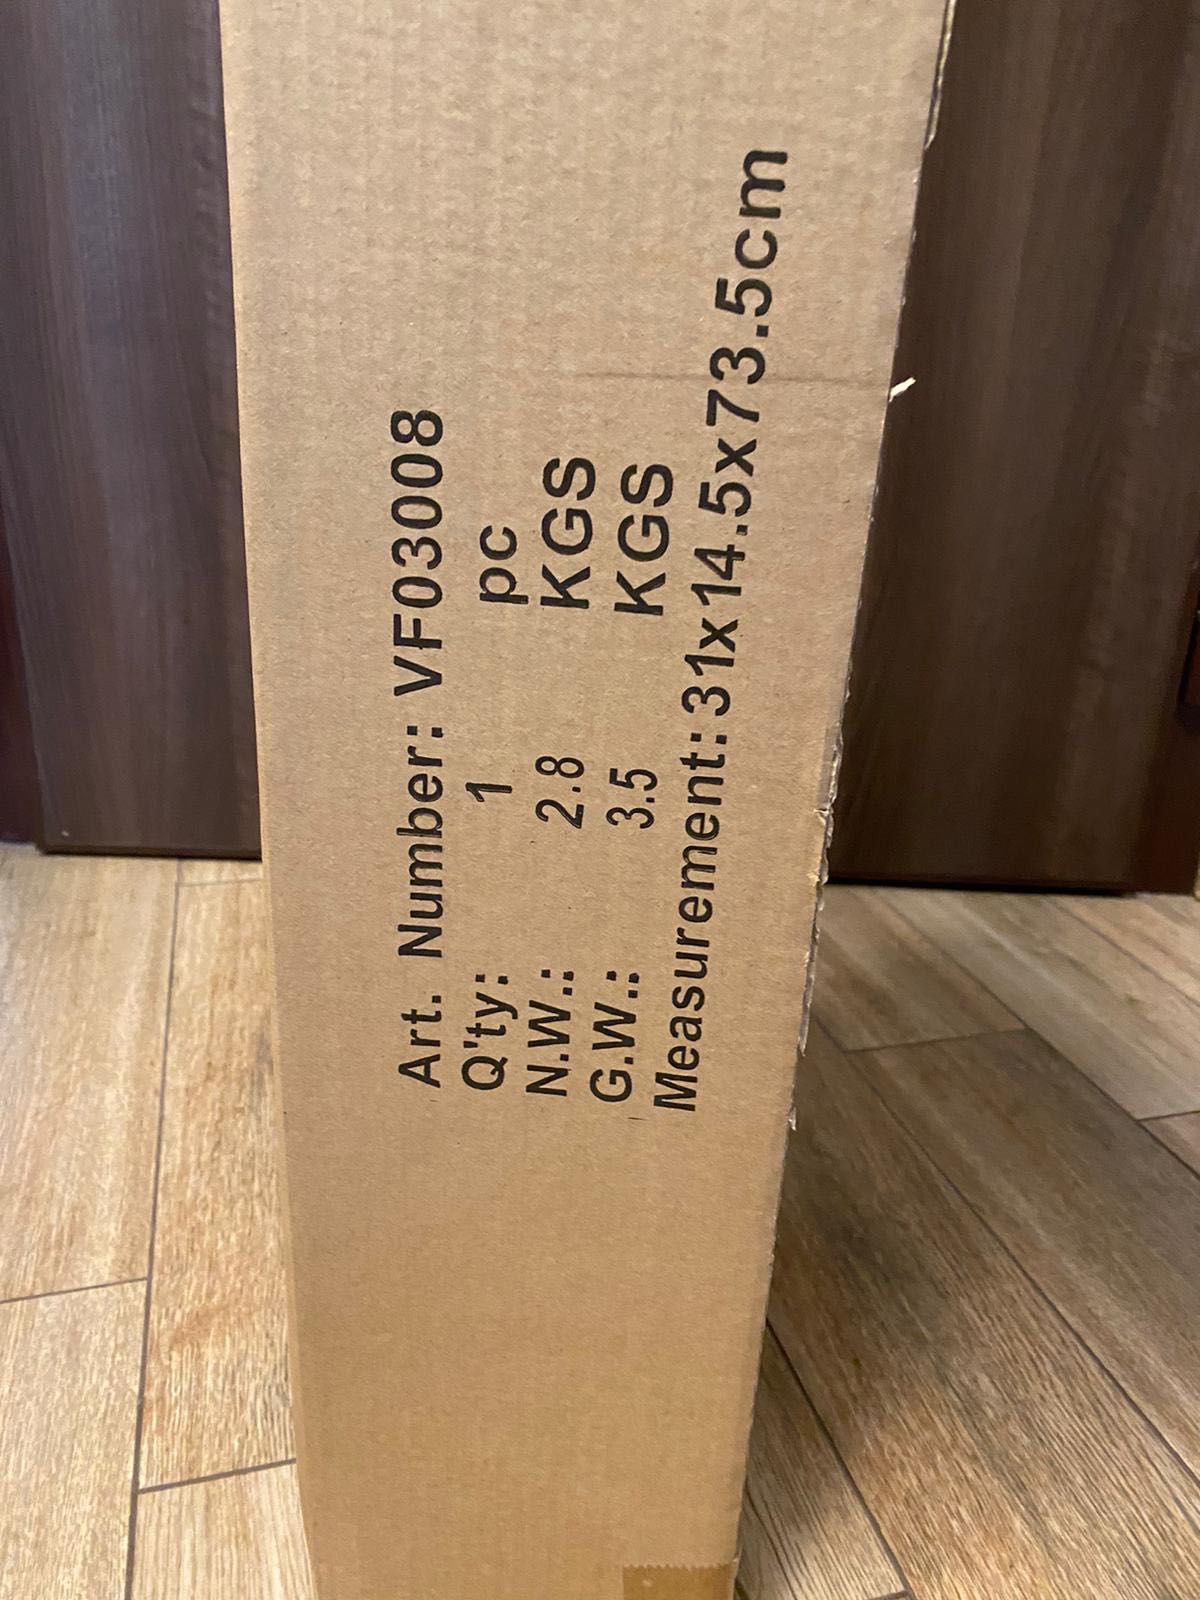 Art. Number: VF03008
Q'ty: 1 pc
N.W.: 2.8 KGS
G.W.: 3.5 KGS
Measurement: 31x14.5x73.5cm